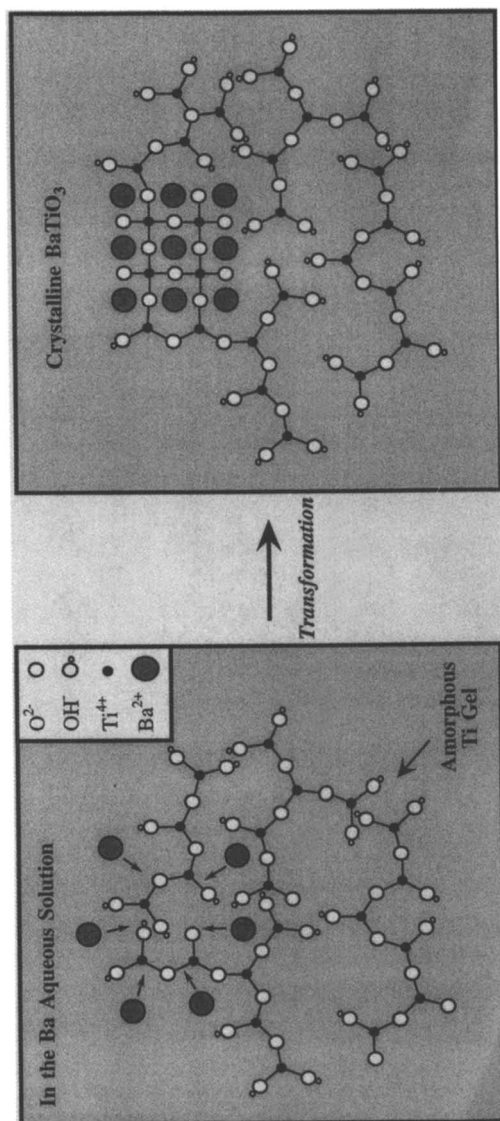 In the Ba Aqueous Solution
O²⁻
OH⁻
Ti⁴⁺
Ba²⁺
Amorphous
Ti Gel
Transformation
Crystalline BaTiO₃